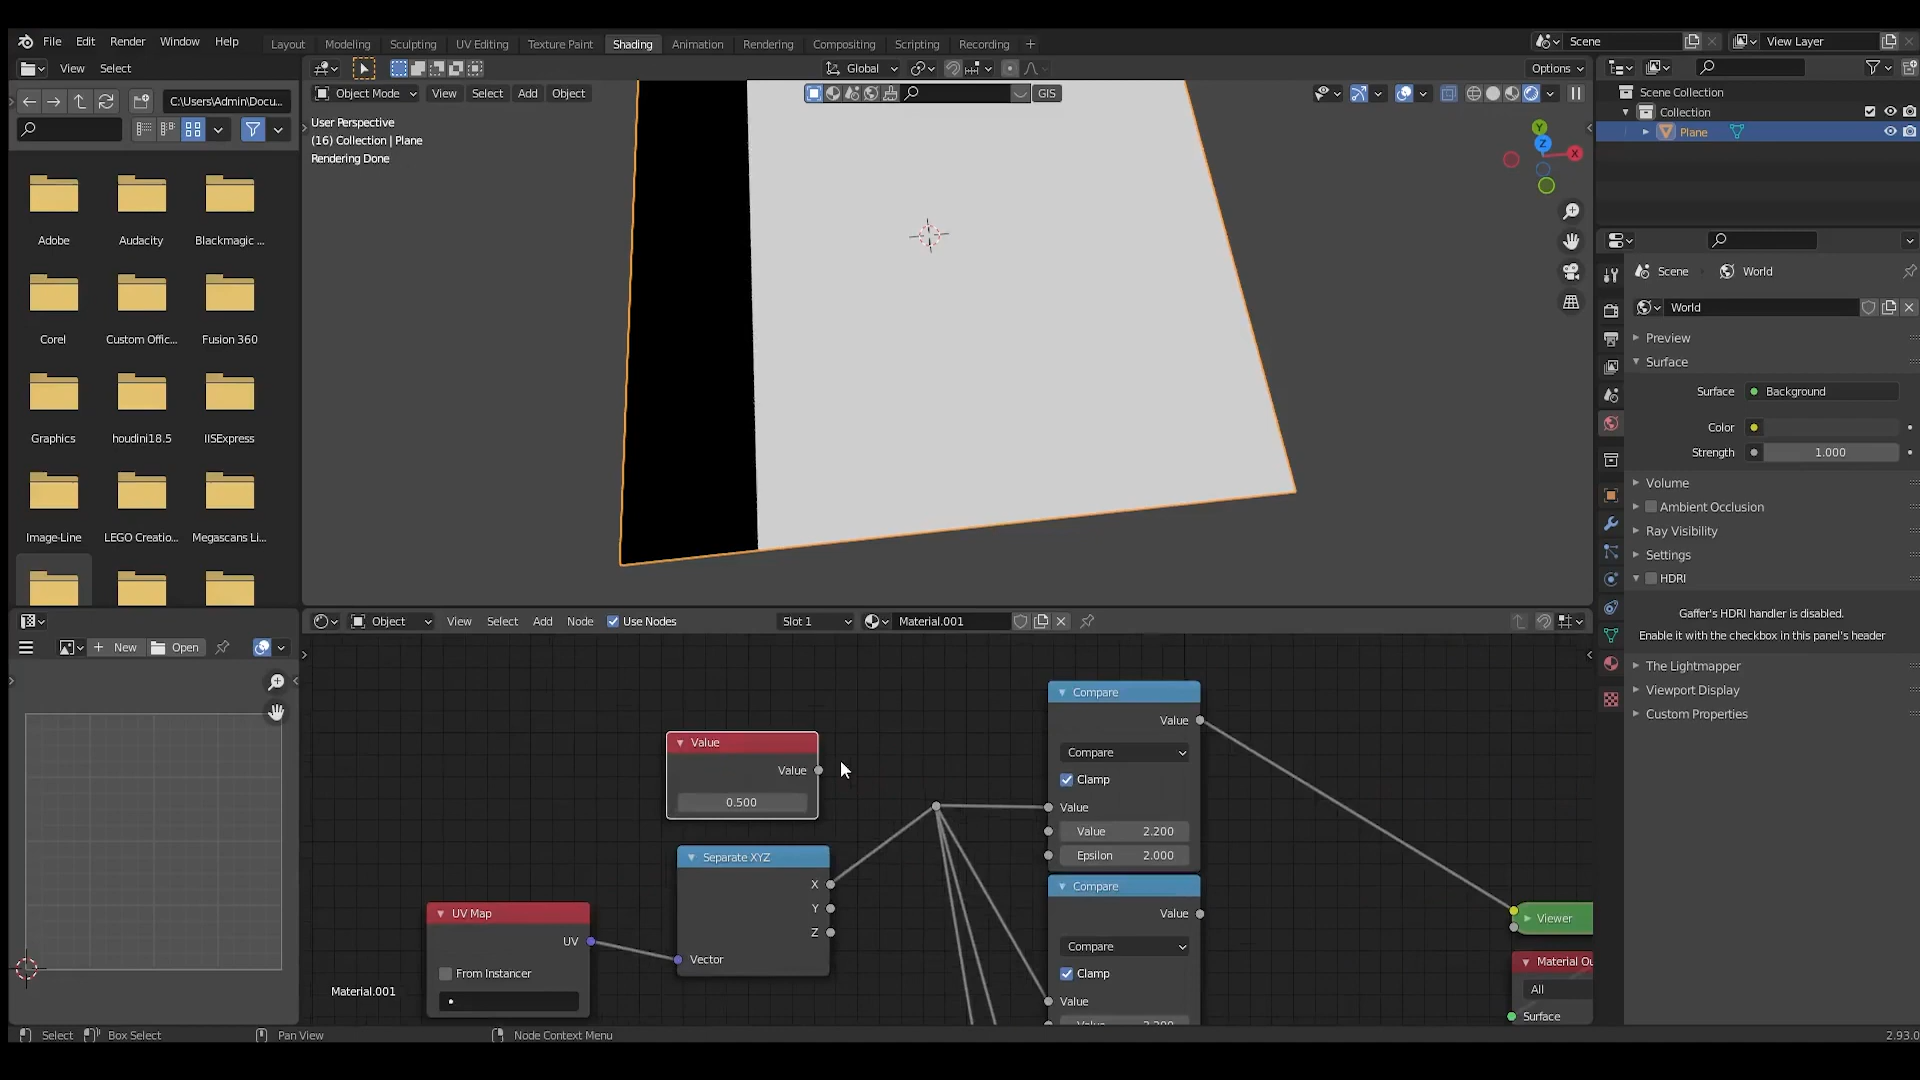 File Edit Render Window Help
Layout Modeling Sculpting UV Editing Texture Paint Shading Animation Rendering Compositing Scripting Recording +
Scene
View Layer
View Select
Global
Options
C:\Users\Admin\Docu...
Object Mode View Select Add Object
GIS
User Perspective
(16) Collection | Plane
Rendering Done
Y
Z
X
Scene Collection
Collection
Plane
Adobe Audacity Blackmagic ...
Corel Custom Offic... Fusion 360
Graphics houdini18.5 IISExpress
Image-Line LEGO Creatio... Megascans Li...
Scene
World
World
Preview
Surface
Surface Background
Color
Strength 1.000
Volume
Ambient Occlusion
Ray Visibility
Settings
HDRI
Gaffer's HDRI handler is disabled.
Enable it with the checkbox in this panel's header
The Lightmapper
Viewport Display
Custom Properties
Object View Select Add Node Use Nodes Slot 1 Material.001
+ New Open
Value
Value
0.500
Separate XYZ
X
Y
Z
Vector
UV Map
UV
From Instancer
Compare
Value
Compare
Clamp
Value
Value 2.200
Epsilon 2.000
Compare
Value
Compare
Clamp
Value
Viewer
Material Ou
All
Surface
Material.001
Select Box Select Pan View Node Context Menu
2.93.0